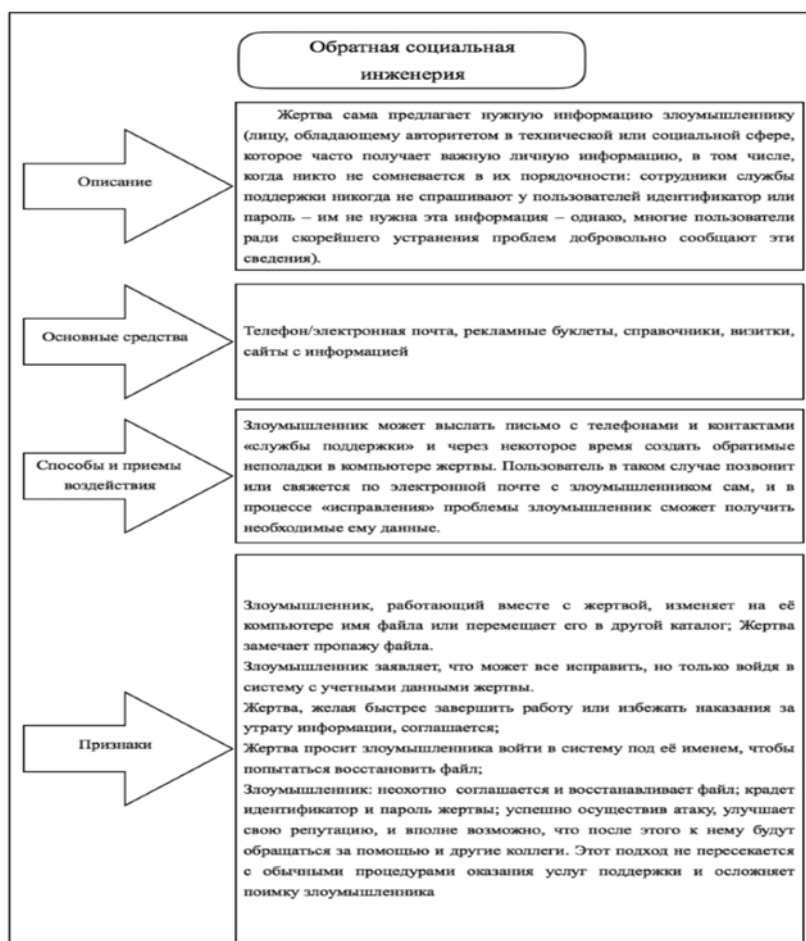 Обратная социальная
инженерия
Описание
Жертва сама предлагает нужную информацию злоумышленнику
(лицу, обладающему авторитетом в технической или социальной сфере,
которое часто получает важную личную информацию, в том числе,
когда никто не сомневается в их порядочности: сотрудники службы
поддержки никогда не спрашивают у пользователей идентификатор или
пароль – им не нужна эта информация – однако, многие пользователи
ради скорейшего устранения проблем добровольно сообщают эти
сведения).
Основные средства
Телефон/электронная почта, рекламные буклеты, справочники, визитки,
сайты с информацией
Способы и приемы
воздействия
Злоумышленник может выслать письмо с телефонами и контактами
«службы поддержки» и через некоторое время создать обратимые
неполадки в компьютере жертвы. Пользователь в таком случае позвонит
или свяжется по электронной почте с злоумышленником сам, и в
процессе «исправления» проблемы злоумышленник сможет получить
необходимые ему данные.
Признаки
Злоумышленник, работающий вместе с жертвой, изменяет на её
компьютере имя файла или перемещает его в другой каталог; Жертва
замечает пропажу файла.
Злоумышленник заявляет, что может все исправить, но только войдя в
систему с учетными данными жертвы.
Жертва, желая быстрее завершить работу или избежать наказания за
утрату информации, соглашается;
Жертва просит злоумышленника войти в систему под её именем, чтобы
попытаться восстановить файл;
Злоумышленник: неохотно соглашается и восстанавливает файл; крадет
идентификатор и пароль жертвы; успешно осуществив атаку, улучшает
свою репутацию, и вполне возможно, что после этого к нему будут
обращаться за помощью и другие коллеги. Этот подход не пересекается
с обычными процедурами оказания услуг поддержки и осложняет
поимку злоумышленника